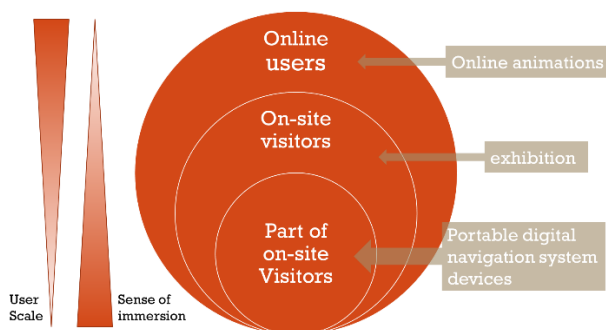 Online
users
Online animations
On-site
visitors
exhibition
Part of
on-site
Visitors
Portable digital
navigation system
devices
User
Scale
Sense of
immersion